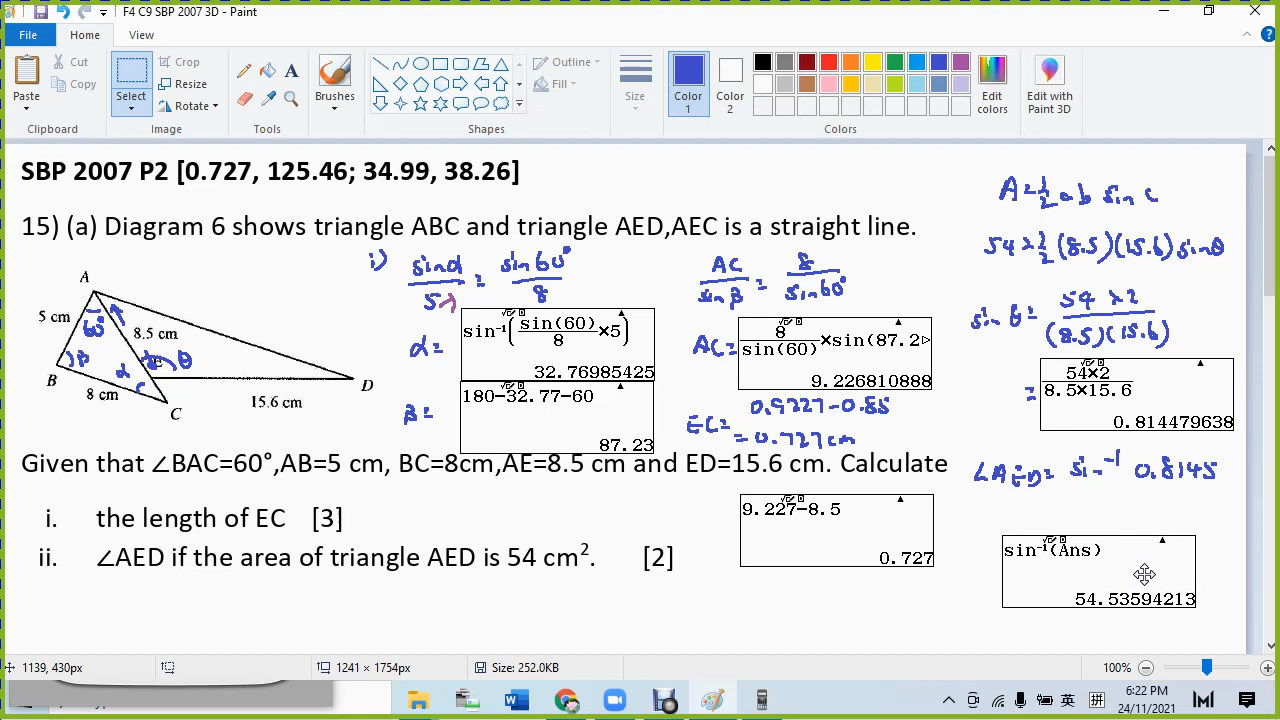 F4 C9 SBP 2007 3D - Paint
File Home View
Paste Cut Copy
Clipboard
Select Crop Resize Rotate
Image
Tools
Brushes
Shapes
Outline
Fill
Size
Color 1
Color 2
Edit colors
Colors
Edit with Paint 3D
SBP 2007 P2 [0.727, 125.46; 34.99, 38.26]
15) (a) Diagram 6 shows triangle ABC and triangle AED,AEC is a straight line.
A
5 cm
60°
8.5 cm
β
α
θ
B
8 cm
C
15.6 cm
D
i) sinα/5 = sin60°/8
α= sin⁻¹(sin(60)/8×5)
32.76985425
β= 180-32.77-60
87.23
AC/sin β = 8/sin60°
AC= 8/sin(60)×sin(87.2▷
9.226810888
EC= 0.9227-0.85
= 0.727cm
9.227-8.5
0.727
A=½ab sin C
54 × ½ (8.5)(15.6) sinθ
sin θ = 54 × 2/(8.5)(15.6)
= 54×2/8.5×15.6
0.814479638
∠AED= sin⁻¹ 0.8145
sin⁻¹(Ans)
54.53594213
Given that ∠BAC=60°,AB=5 cm, BC=8cm,AE=8.5 cm and ED=15.6 cm. Calculate
i. the length of EC [3]
ii. ∠AED if the area of triangle AED is 54 cm². [2]
1139, 430px
1241 × 1754px
Size: 252.0KB
100%
英
拼
6:22 PM
24/11/2021